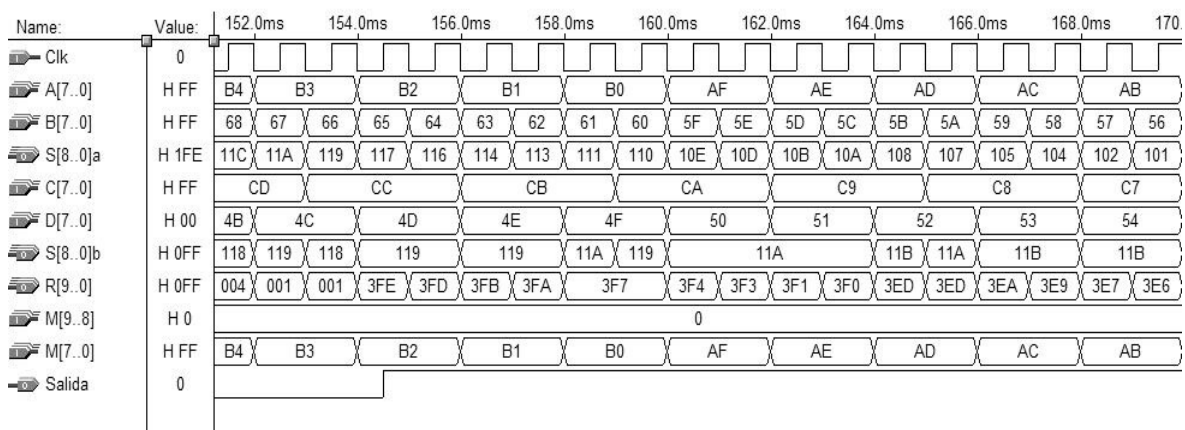 Name: Value: 152.0ms 154.0ms 156.0ms 158.0ms 160.0ms 162.0ms 164.0ms 166.0ms 168.0ms 170.
Clk 0
A[7..0] H FF B4 B3 B2 B1 B0 AF AE AD AC AB
B[7..0] H FF 68 67 66 65 64 63 62 61 60 5F 5E 5D 5C 5B 5A 59 58 57 56
S[8..0]a H 1FE 11C 11A 119 117 116 114 113 111 110 10E 10D 10B 10A 108 107 105 104 102 101
C[7..0] H FF CD CC CB CA C9 C8 C7
D[7..0] H 00 4B 4C 4D 4E 4F 50 51 52 53 54
S[8..0]b H 0FF 118 119 118 119 119 11A 119 11A 11B 11A 11B 11B
R[9..0] H 0FF 004 001 001 3FE 3FD 3FB 3FA 3F7 3F4 3F3 3F1 3F0 3ED 3ED 3EA 3E9 3E7 3E6
M[9..8] H 0 0
M[7..0] H FF B4 B3 B2 B1 B0 AF AE AD AC AB
Salida 0